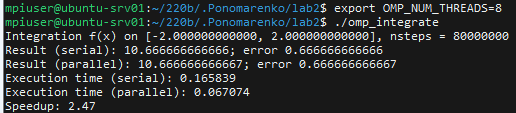 mpiuser@ubuntu-srv01:~/220b/.Ponomarenko/lab2$ export OMP_NUM_THREADS=8
mpiuser@ubuntu-srv01:~/220b/.Ponomarenko/lab2$ ./omp_integrate
Integration f(x) on [-2.000000000000, 2.000000000000], nsteps = 80000000
Result (serial): 10.666666666666; error 0.666666666666
Result (parallel): 10.666666666667; error 0.666666666667
Execution time (serial): 0.165839
Execution time (parallel): 0.067074
Speedup: 2.47